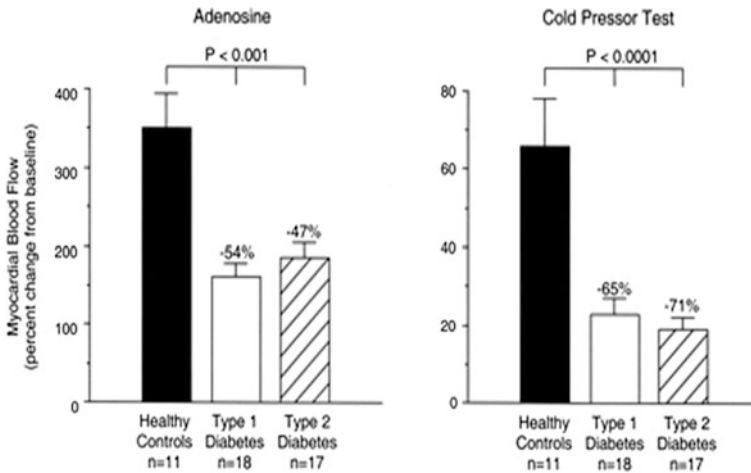 Adenosine
P < 0.001
Myocardial Blood Flow
(percent change from baseline)
400
300
200
100
0
-54%
-47%
Healthy
Controls
n=11
Type 1
Diabetes
n=18
Type 2
Diabetes
n=17
Cold Pressor Test
P < 0.0001
80
60
40
20
0
-65%
-71%
Healthy
Controls
n=11
Type 1
Diabetes
n=18
Type 2
Diabetes
n=17